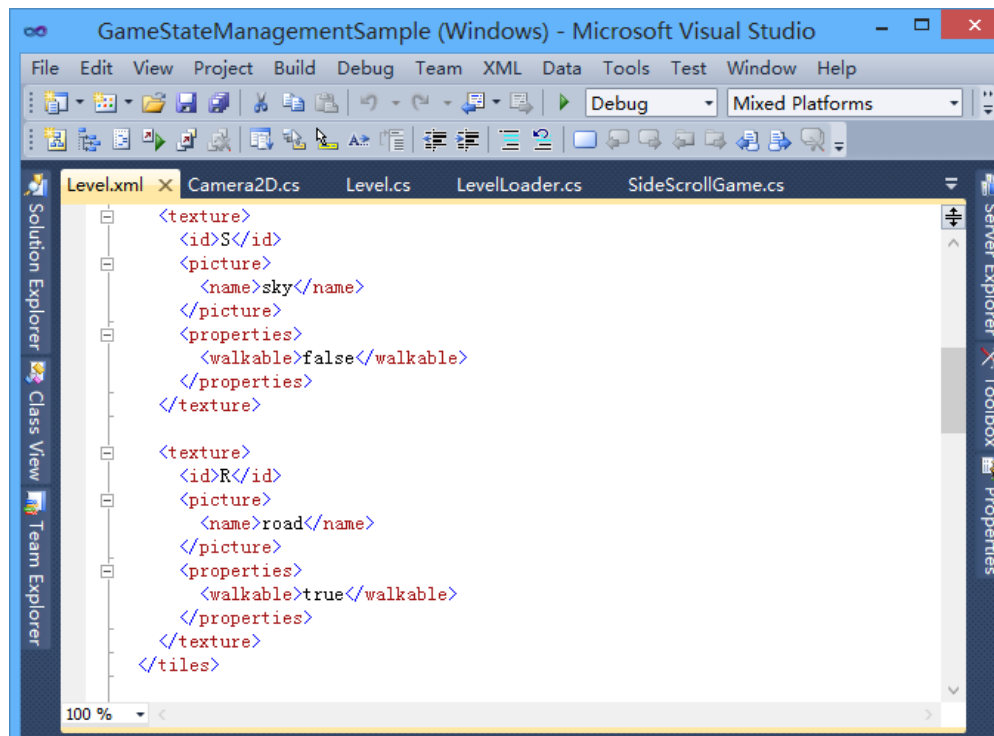 GameStateManagementSample (Windows) - Microsoft Visual Studio
File Edit View Project Build Debug Team XML Data Tools Test Window Help
Debug Mixed Platforms
Level.xml Camera2D.cs Level.cs LevelLoader.cs SideScrollGame.cs
Solution Explorer
Class View
Team Explorer
<texture>
<id>S</id>
<picture>
<name>sky</name>
</picture>
<properties>
<walkable>false</walkable>
</properties>
</texture>
<texture>
<id>R</id>
<picture>
<name>road</name>
</picture>
<properties>
<walkable>true</walkable>
</properties>
</texture>
</tiles>
100 %
Server Explorer
Toolbox
Properties